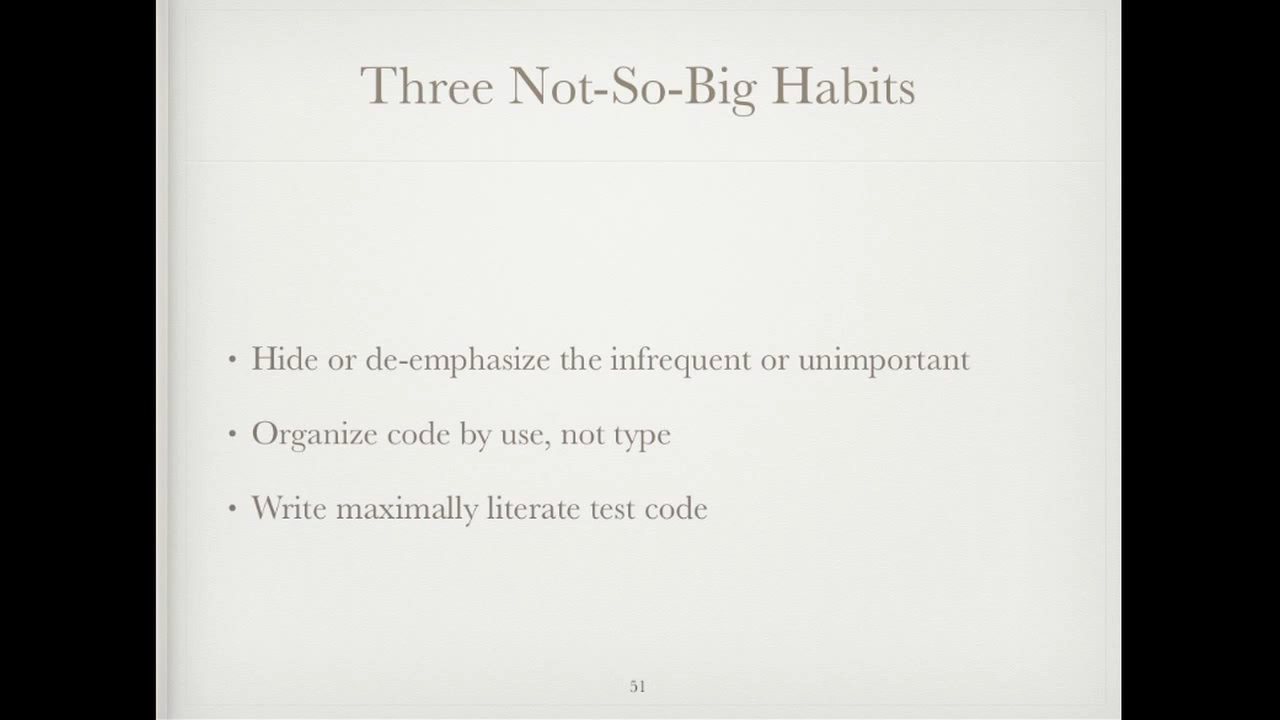 Three Not-So-Big Habits
• Hide or de-emphasize the infrequent or unimportant
• Organize code by use, not type
• Write maximally literate test code
51